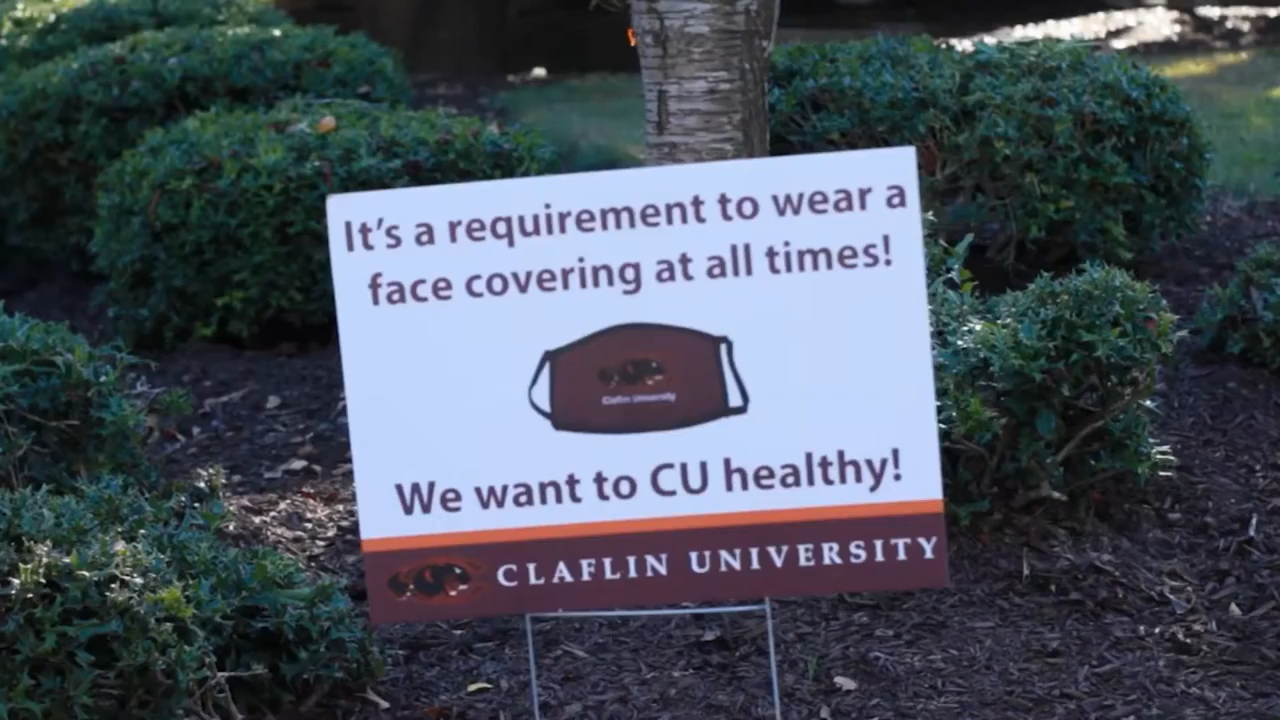 It's a requirement to wear a
face covering at all times!
Claflin University
We want to CU healthy!
CLAFLIN UNIVERSITY